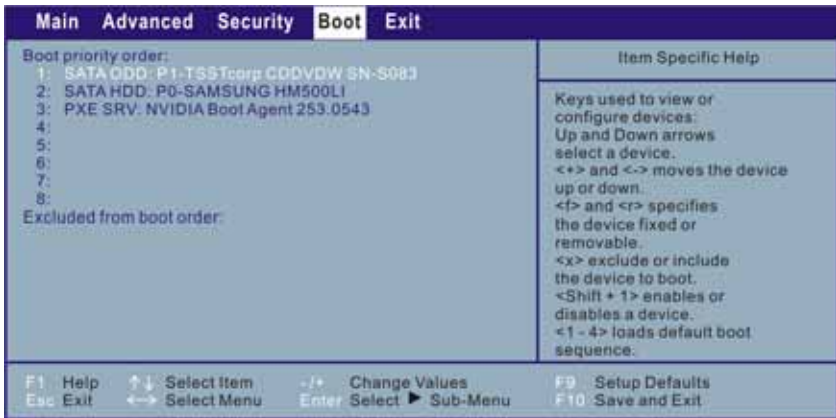 Main Advanced Security Boot Exit
Boot priority order:
1: SATA ODD: P1-TSSTcorp CDDVDW SN-S083
2: SATA HDD: P0-SAMSUNG HM500LI
3: PXE SRV: NVIDIA Boot Agent 253.0543
4:
5:
6:
7:
8:
Excluded from boot order:
Item Specific Help
Keys used to view or
configure devices:
Up and Down arrows
select a device.
<+> and <-> moves the device
up or down.
<f> and <r> specifies
the device fixed or
removable.
<x> exclude or include
the device to boot.
<Shift + 1> enables or
disables a device.
<1 - 4> loads default boot
sequence.
F1 Help ↑↓ Select Item -/+ Change Values F9 Setup Defaults
Esc Exit ←→ Select Menu Enter Select ▶ Sub-Menu F10 Save and Exit